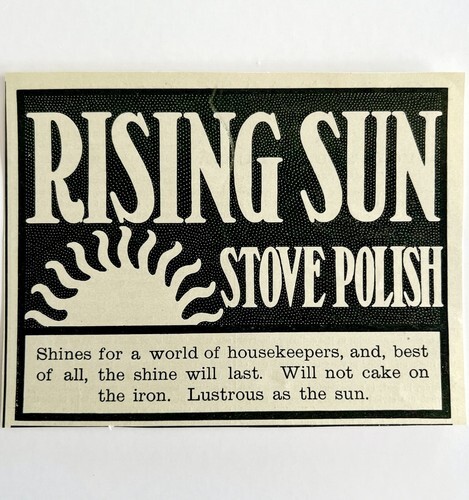 RISING SUN
STOVE POLISH
Shines for a world of housekeepers, and, best
of all, the shine will last. Will not cake on
the iron. Lustrous as the sun.